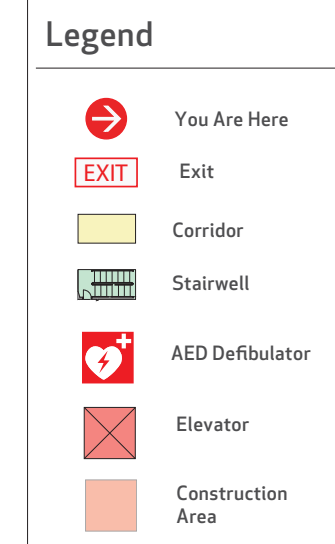 Legend
You Are Here
EXIT Exit
Corridor
Stairwell
AED Defibulator
Elevator
Construction
Area